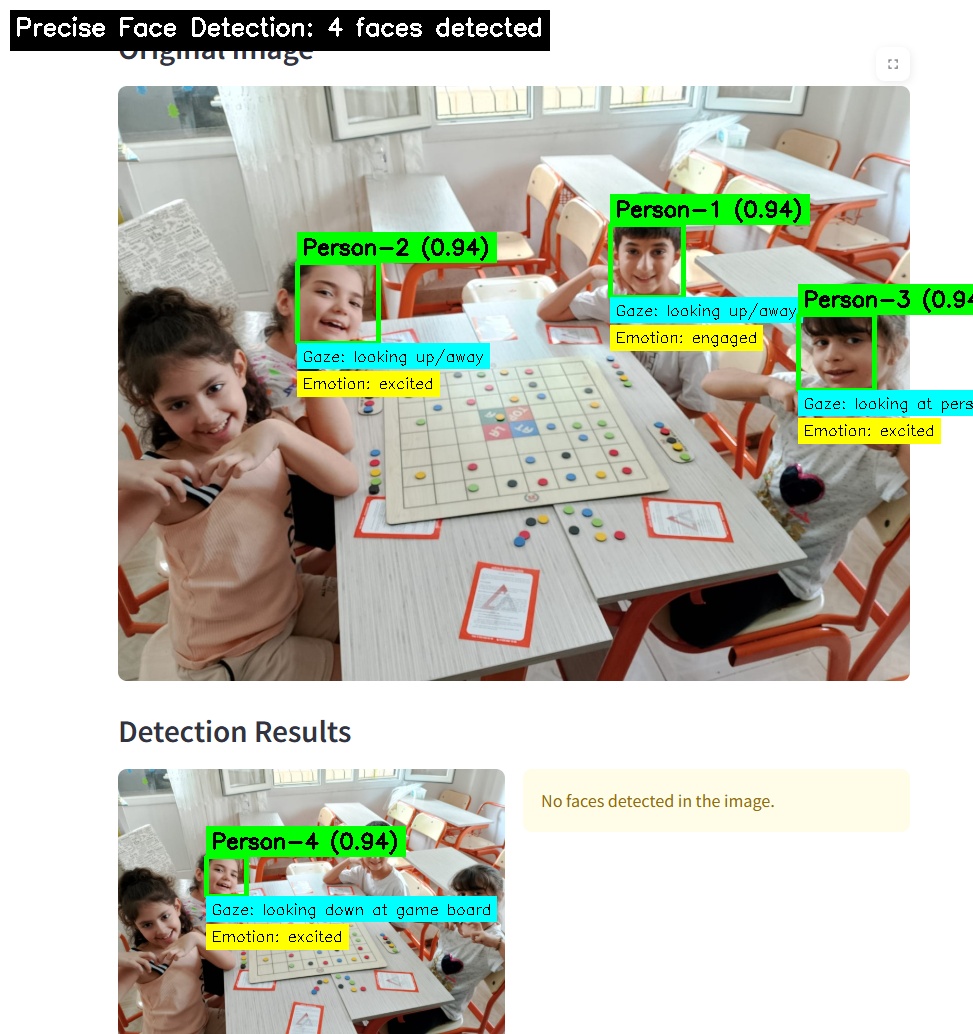 Precise Face Detection: 4 faces detected
Original Image
Person-1 (0.94)
Person-2 (0.94)
Person-3 (0.94
Gaze: looking up/away
Emotion: engaged
Gaze: looking up/away
Emotion: excited
Gaze: looking at pers
Emotion: excited
Detection Results
No faces detected in the image.
Person-4 (0.94)
Gaze: looking down at game board
Emotion: excited